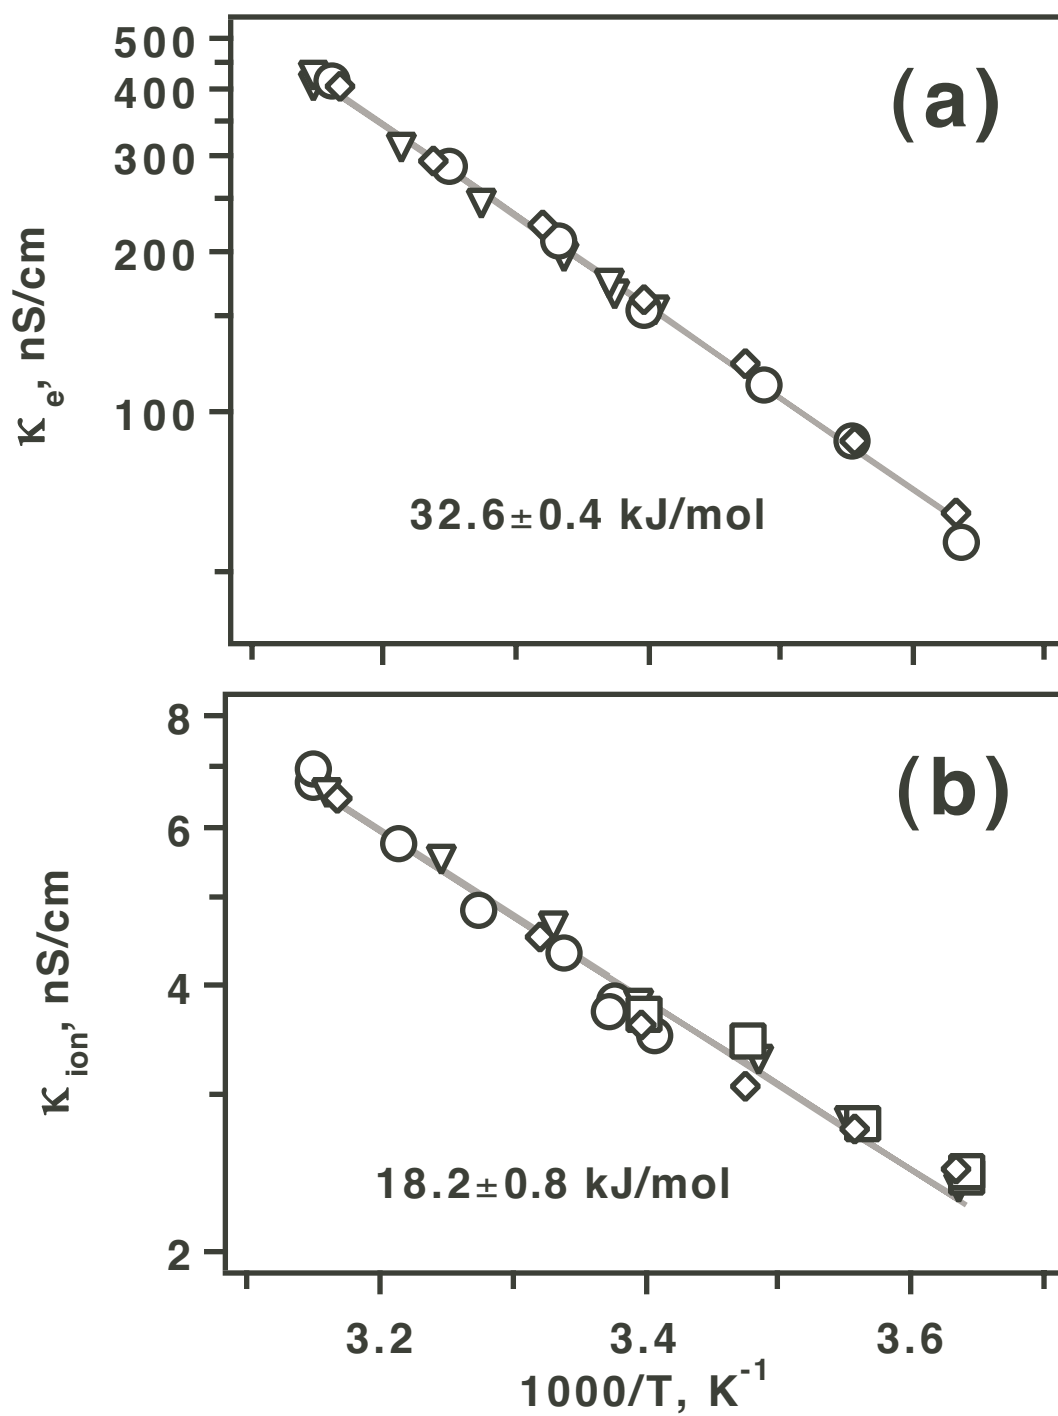 500
(a)
400
300
200
κe, nS/cm
100
32.6±0.4 kJ/mol
8
(b)
6
4
κion, nS/cm
18.2±0.8 kJ/mol
2
3.2 3.4 3.6
1000/T, K-1